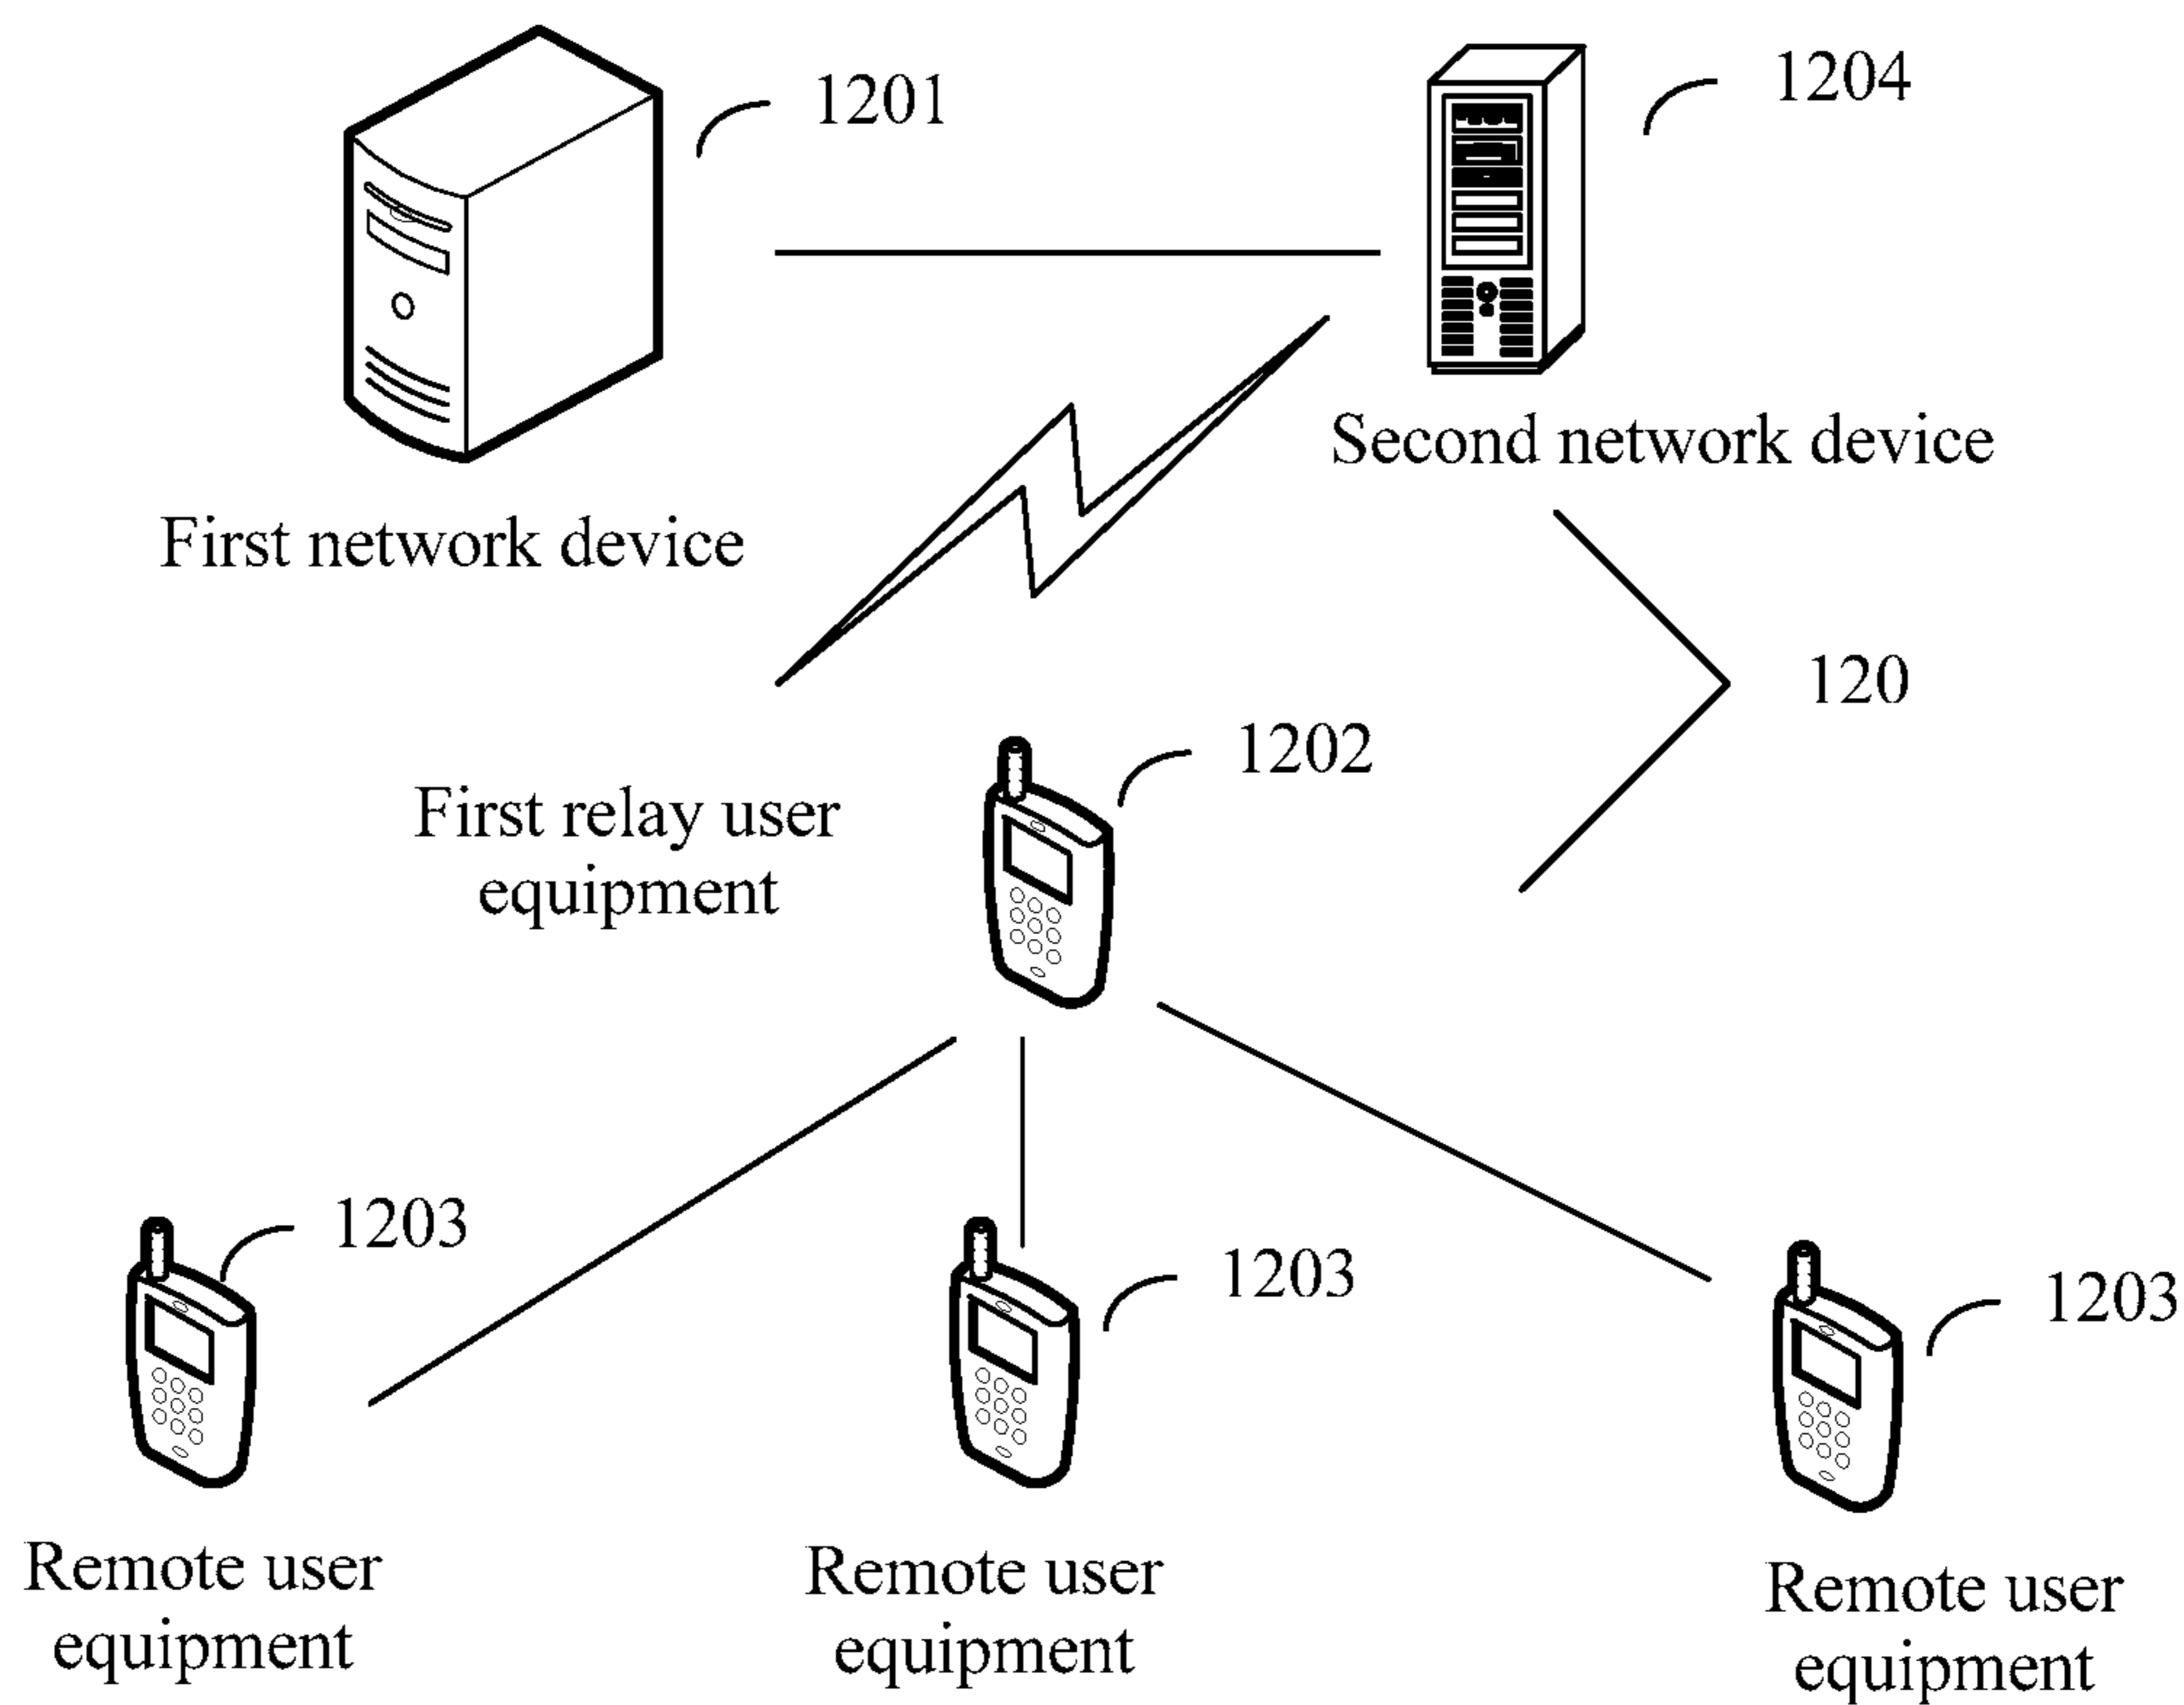 1201
1204
Second network device
First network device
120
1202
First relay user
equipment
1203
1203
1203
Remote user
equipment
Remote user
equipment
Remote user
equipment